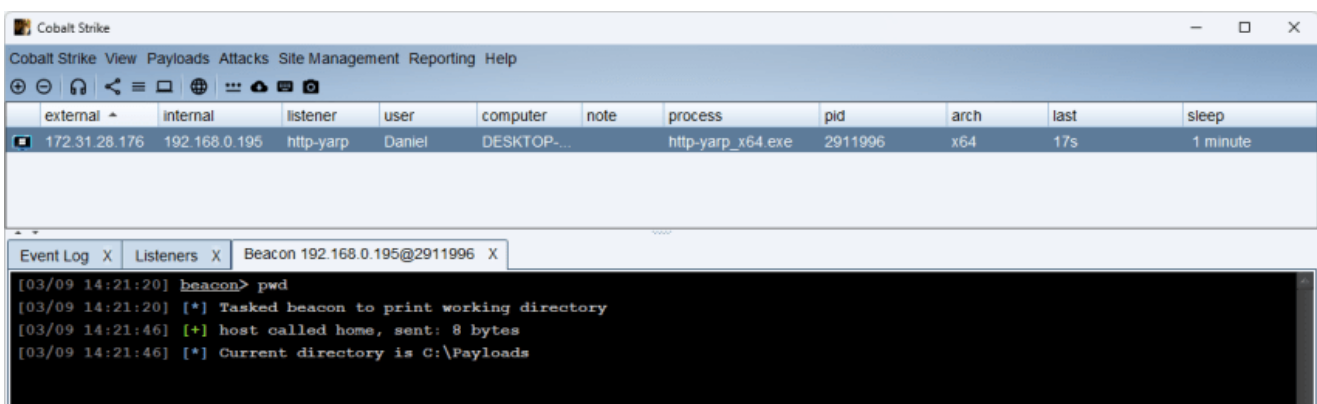 Cobalt Strike
Cobalt Strike View Payloads Attacks Site Management Reporting Help
external internal listener user computer note process pid arch last sleep
172.31.28.176 192.168.0.195 http-yarp Daniel DESKTOP-... http-yarp_x64.exe 2911996 x64 17s 1 minute
Event Log X Listeners X Beacon 192.168.0.195@2911996 X
[03/09 14:21:20] beacon> pwd
[03/09 14:21:20] [*] Tasked beacon to print working directory
[03/09 14:21:46] [+] host called home, sent: 8 bytes
[03/09 14:21:46] [*] Current directory is C:\Payloads